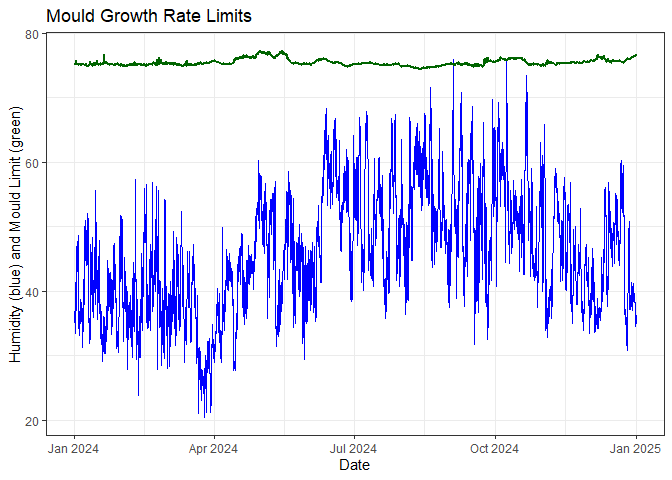 Mould Growth Rate Limits
Humidity (blue) and Mould Limit (green)
80
60
40
20
Jan 2024
Apr 2024
Jul 2024
Oct 2024
Jan 2025
Date